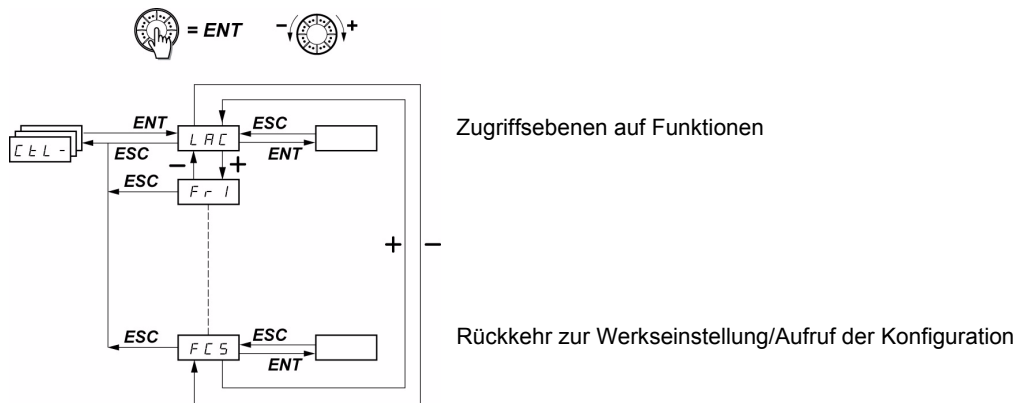 = ENT
- +
ENT
ESC
CtL -
LAC
ESC
ENT
Zugriffsebenen auf Funktionen
- +
ESC
Fr1
+ -
ESC
FCS
ESC
ENT
Rückkehr zur Werkseinstellung/Aufruf der Konfiguration